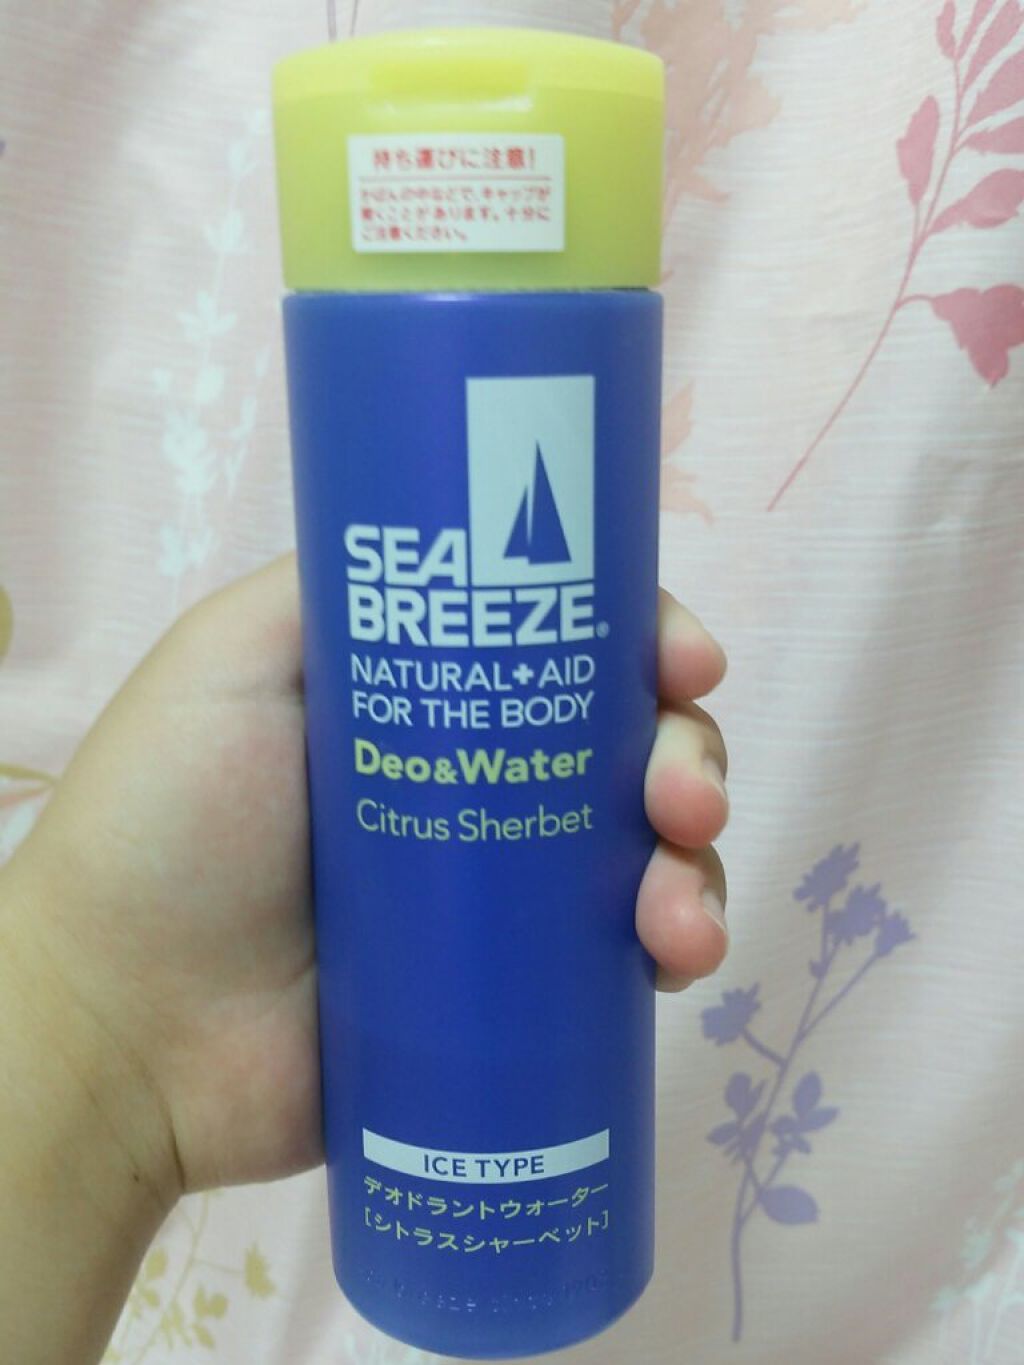 持ち運びに注意!
かばんの中などで、キャップが
開くことがあります。十分に
ご注意ください。
SEA
BREEZE®
NATURAL+AID
FOR THE BODY
Deo&Water
Citrus Sherbet
ICE TYPE
デオドラントウォーター
[シトラスシャーベット]